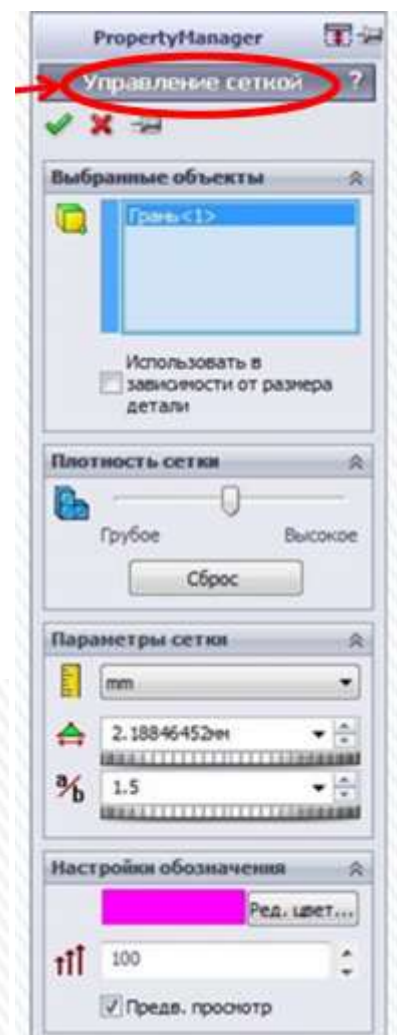 PropertyManager
Управление сеткой ?
Выбранные объекты
Грань<1>
Использовать в
зависимости от размера
детали
Плотность сетки
Грубое Высокое
Сброс
Параметры сетки
mm
2.18846452мм
a/b 1.5
Настройки обозначения
Ред. цвет...
100
Предв. просмотр